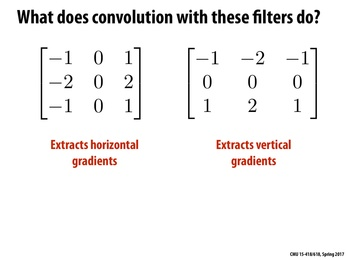 What does convolution with these filters do?
−1 0 1
−2 0 2
−1 0 1
−1 −2 −1
0 0 0
1 2 1
Extracts horizontal
gradients
Extracts vertical
gradients
CMU 15-418/618, Spring 2017